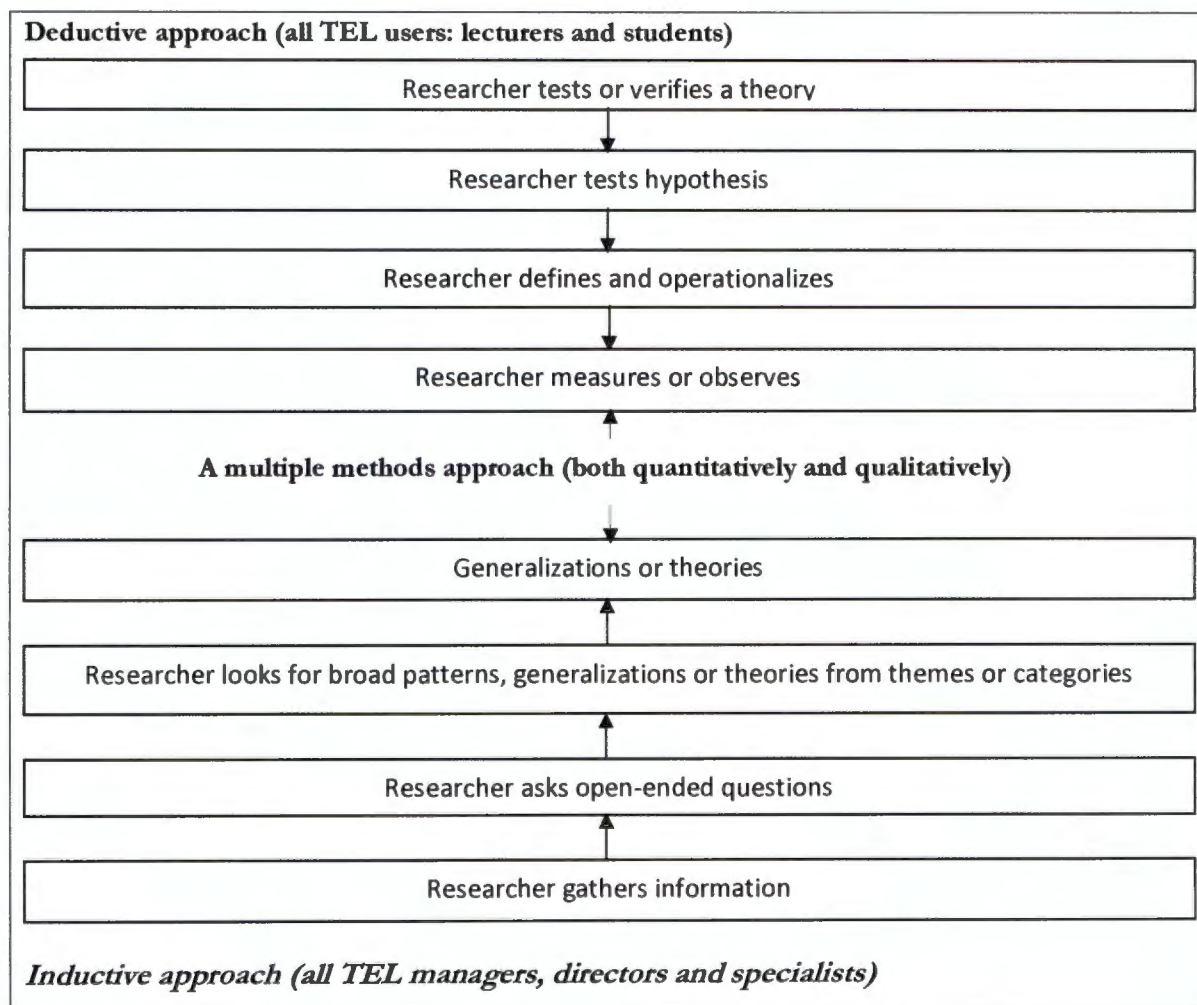 Deductive approach (all TEL users: lecturers and students)
Researcher tests or verifies a theory
Researcher tests hypothesis
Researcher defines and operationalizes
Researcher measures or observes
A multiple methods approach (both quantitatively and qualitatively)
Generalizations or theories
Researcher looks for broad patterns, generalizations or theories from themes or categories
Researcher asks open-ended questions
Researcher gathers information
Inductive approach (all TEL managers, directors and specialists)